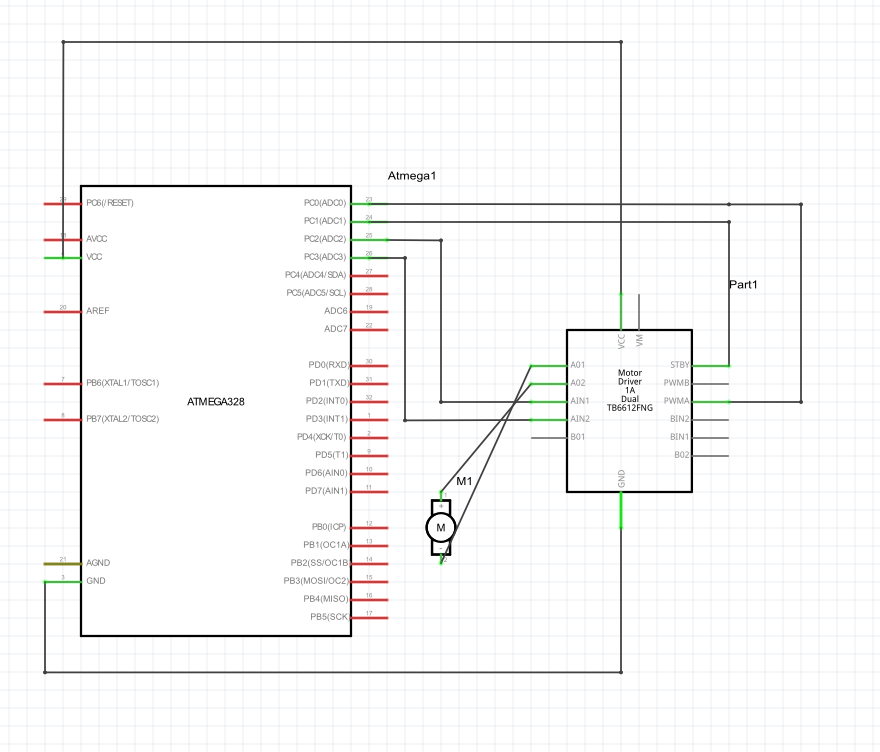 Atmega1
29
PC6(/RESET)
PC0(ADC0)
23
PC1(ADC1)
24
18
AVCC
PC2(ADC2)
25
VCC
PC3(ADC3)
26
PC4(ADC4/SDA)
27
PC5(ADC5/SCL)
28
20
AREF
ADC6
19
ADC7
22
PD0(RXD)
30
7
PB6(XTAL1/TOSC1)
PD1(TXD)
31
ATMEGA328
PD2(INT0)
32
8
PB7(XTAL2/TOSC2)
PD3(INT1)
1
PD4(XCK/T0)
2
PD5(T1)
9
PD6(AIN0)
10
PD7(AIN1)
11
PB0(ICP)
12
PB1(OC1A)
13
21
AGND
PB2(SS/OC1B
14
3
GND
PB3(MOSI/OC2)
15
PB4(MISO)
16
PB5(SCK
17
M1
+
M
-
Part1
VCC
VM
A01
A02
AIN1
AIN2
B01
Motor
Driver
1A
Dual
TB6612FNG
STBY
PWMB
PWMA
BIN2
BIN1
B02
GND